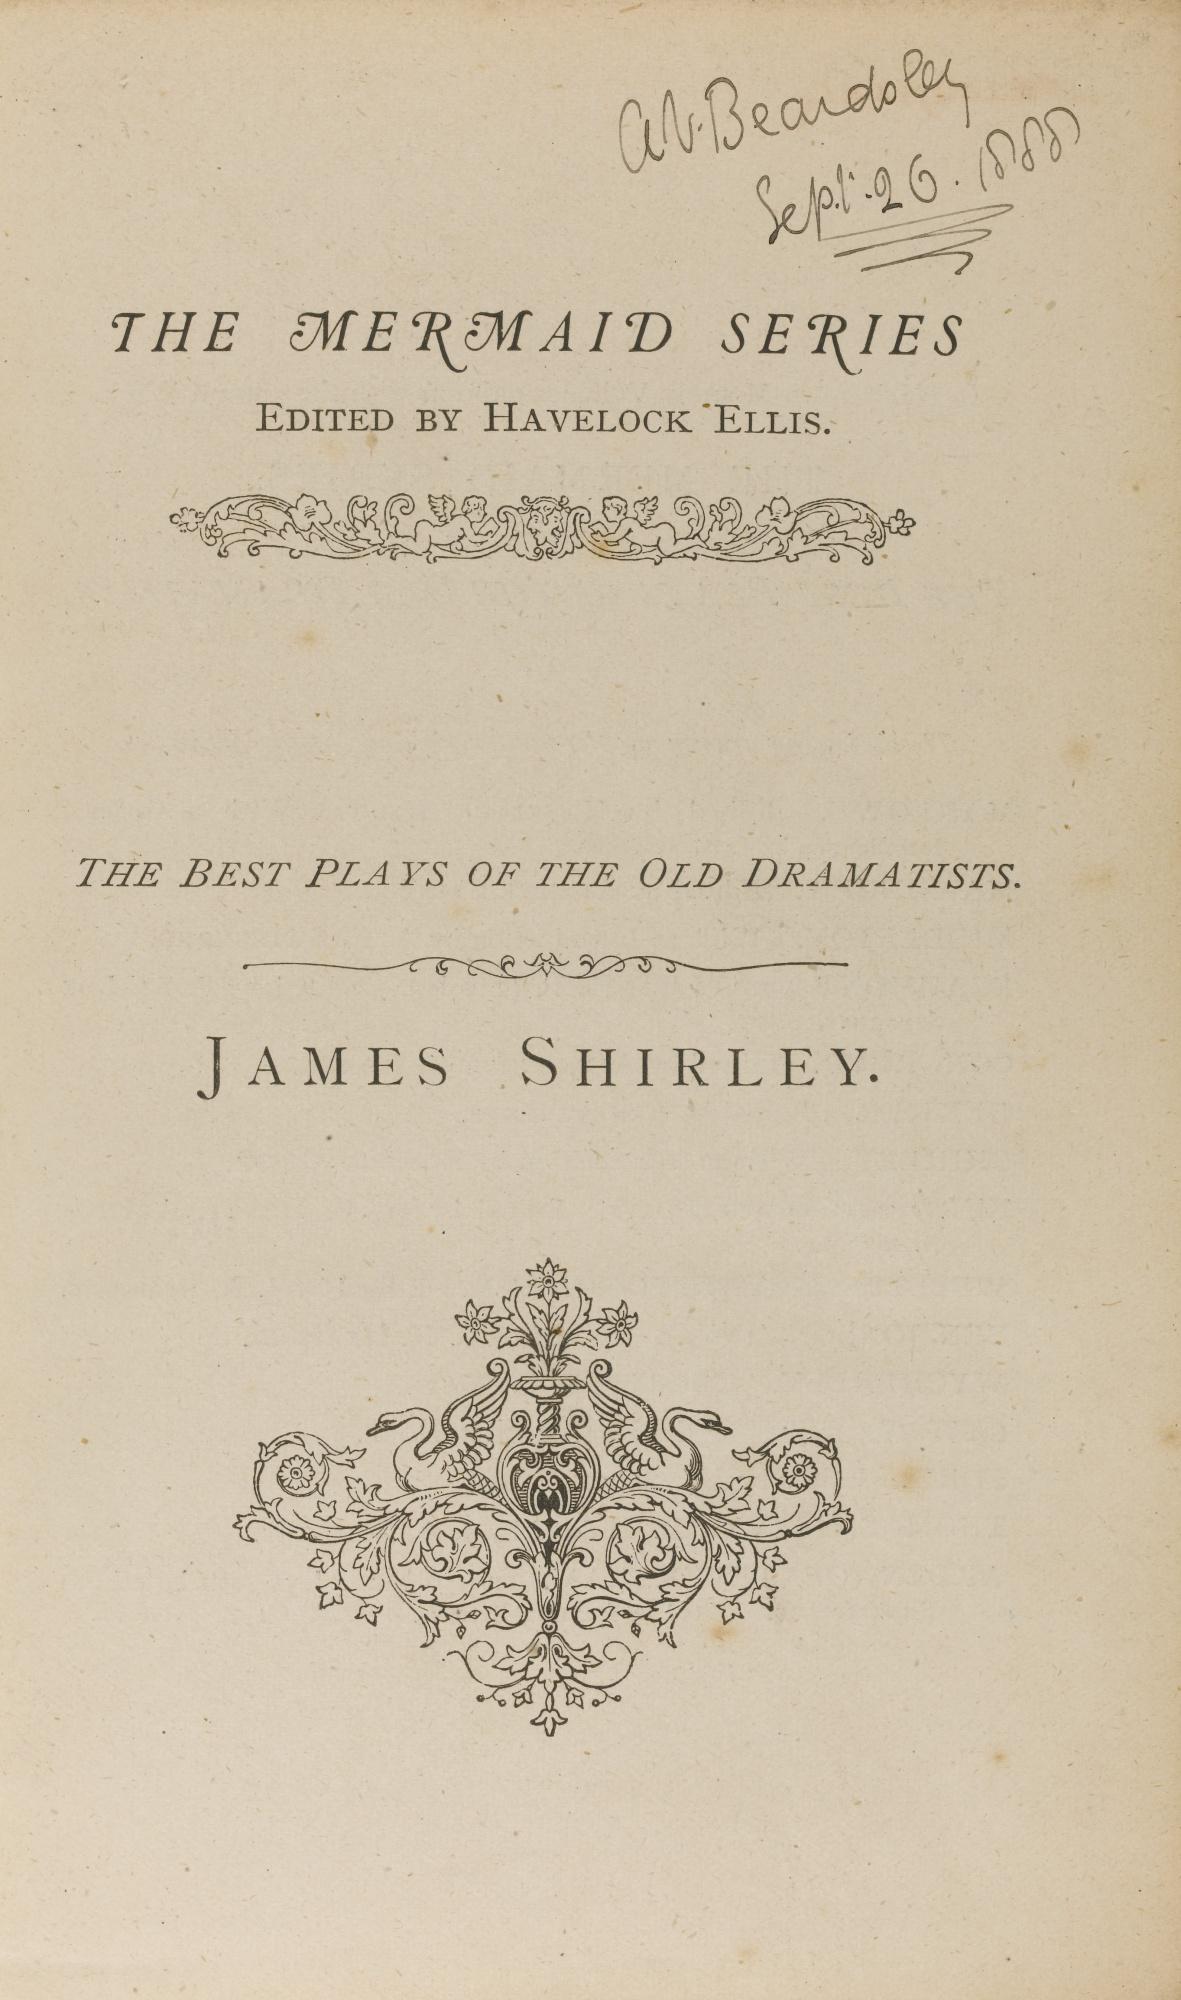 A.V. Beardsley
Sept. 26. 1888
THE MERMAID SERIES
EDITED BY HAVELOCK ELLIS.
THE BEST PLAYS OF THE OLD DRAMATISTS.
JAMES SHIRLEY.